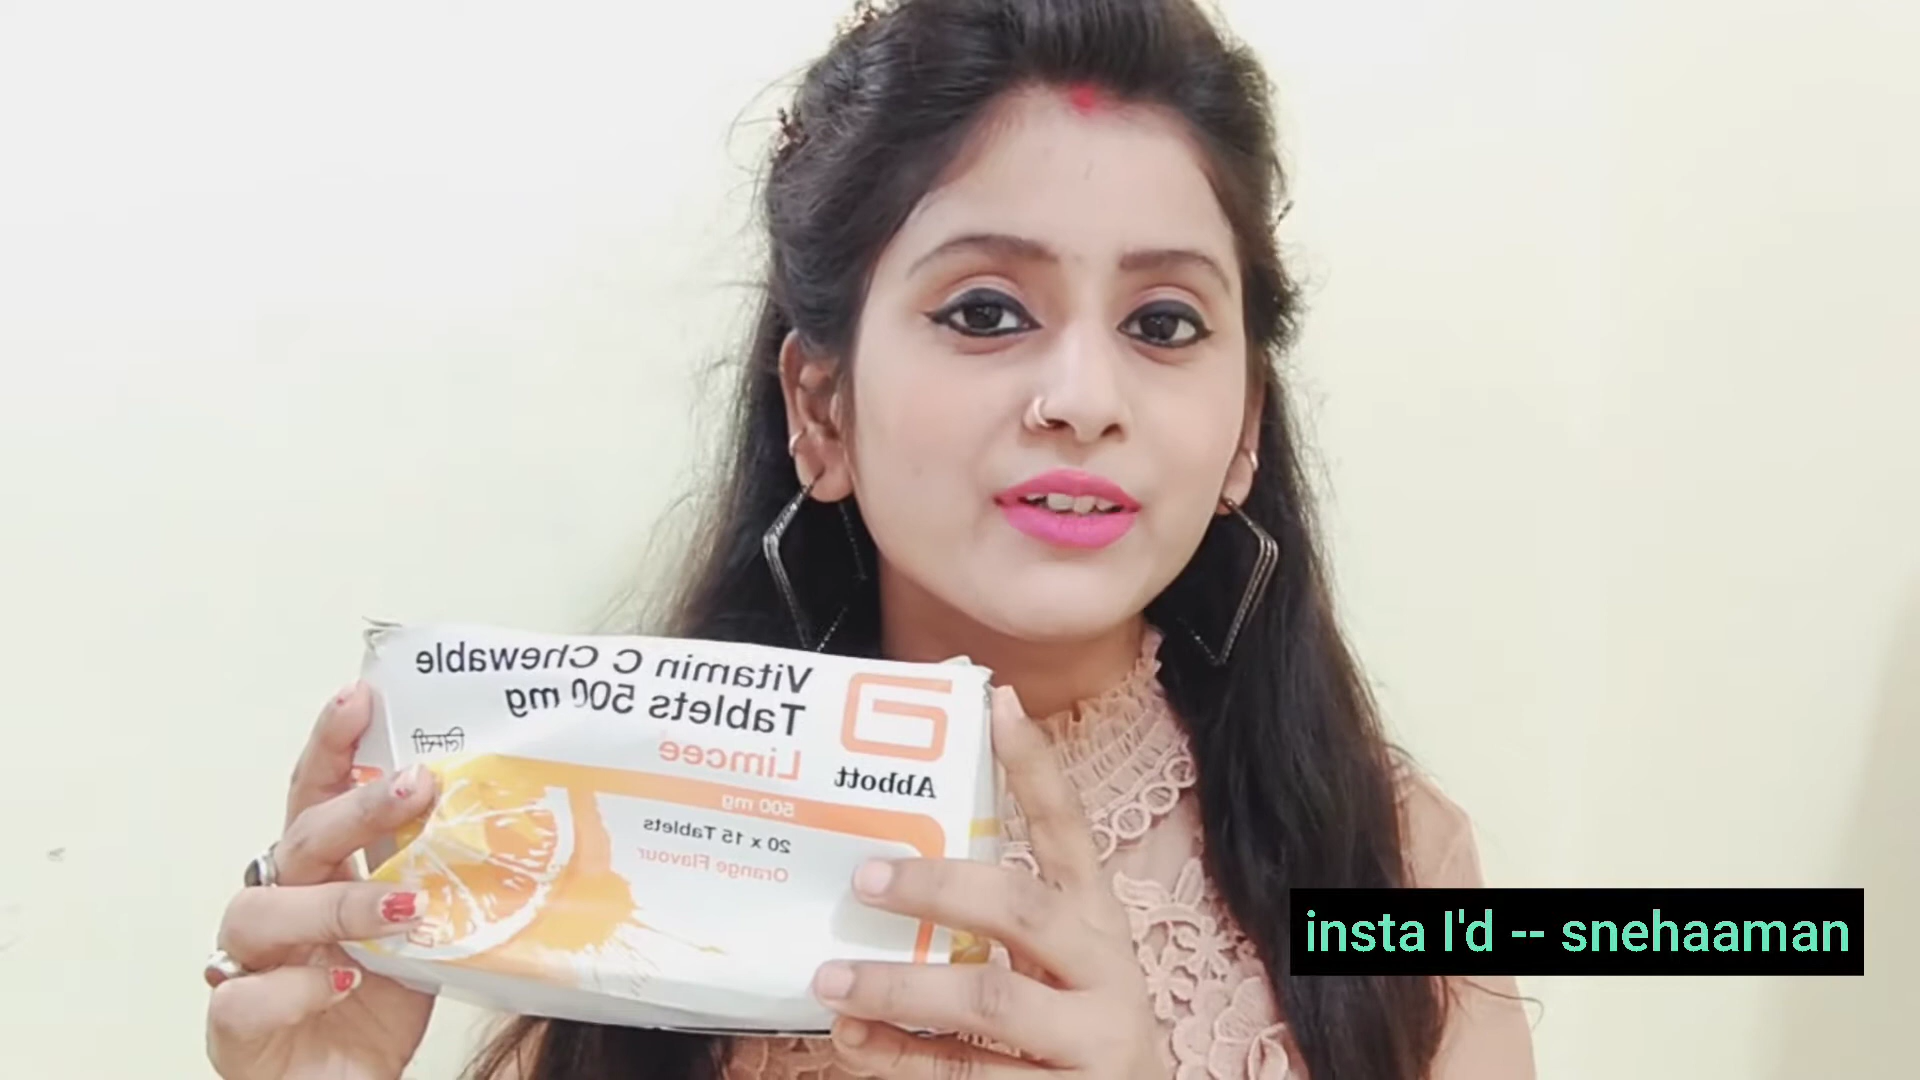 Vitamin C Chewable
Tablets 500 mg
Limcee
लिम्सी
Abbott
500 mg
20 x 15 Tablets
Orange Flavour
insta I'd -- snehaaman